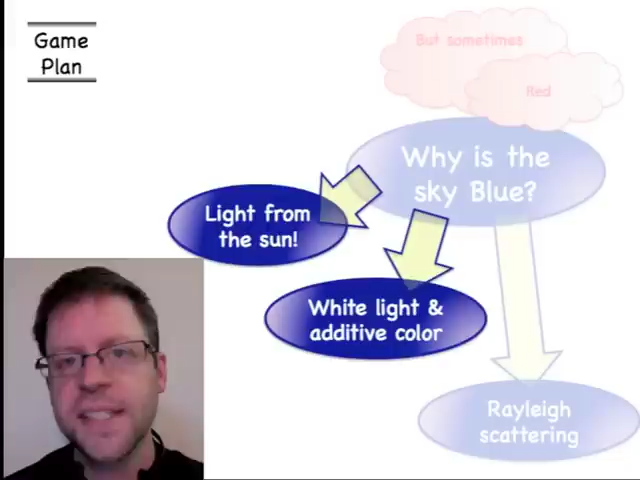 Game
Plan
But sometimes
Red
Why is the
sky Blue?
Light from
the sun!
White light &
additive color
Rayleigh
scattering